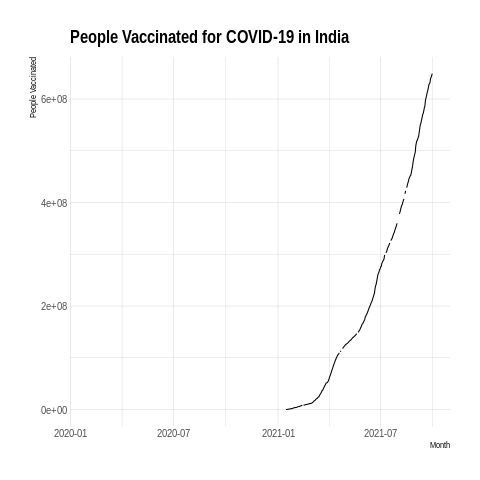 People Vaccinated for COVID-19 in India
People Vaccinated
6e+08
4e+08
2e+08
0e+00
2020-01 2020-07 2021-01 2021-07
Month